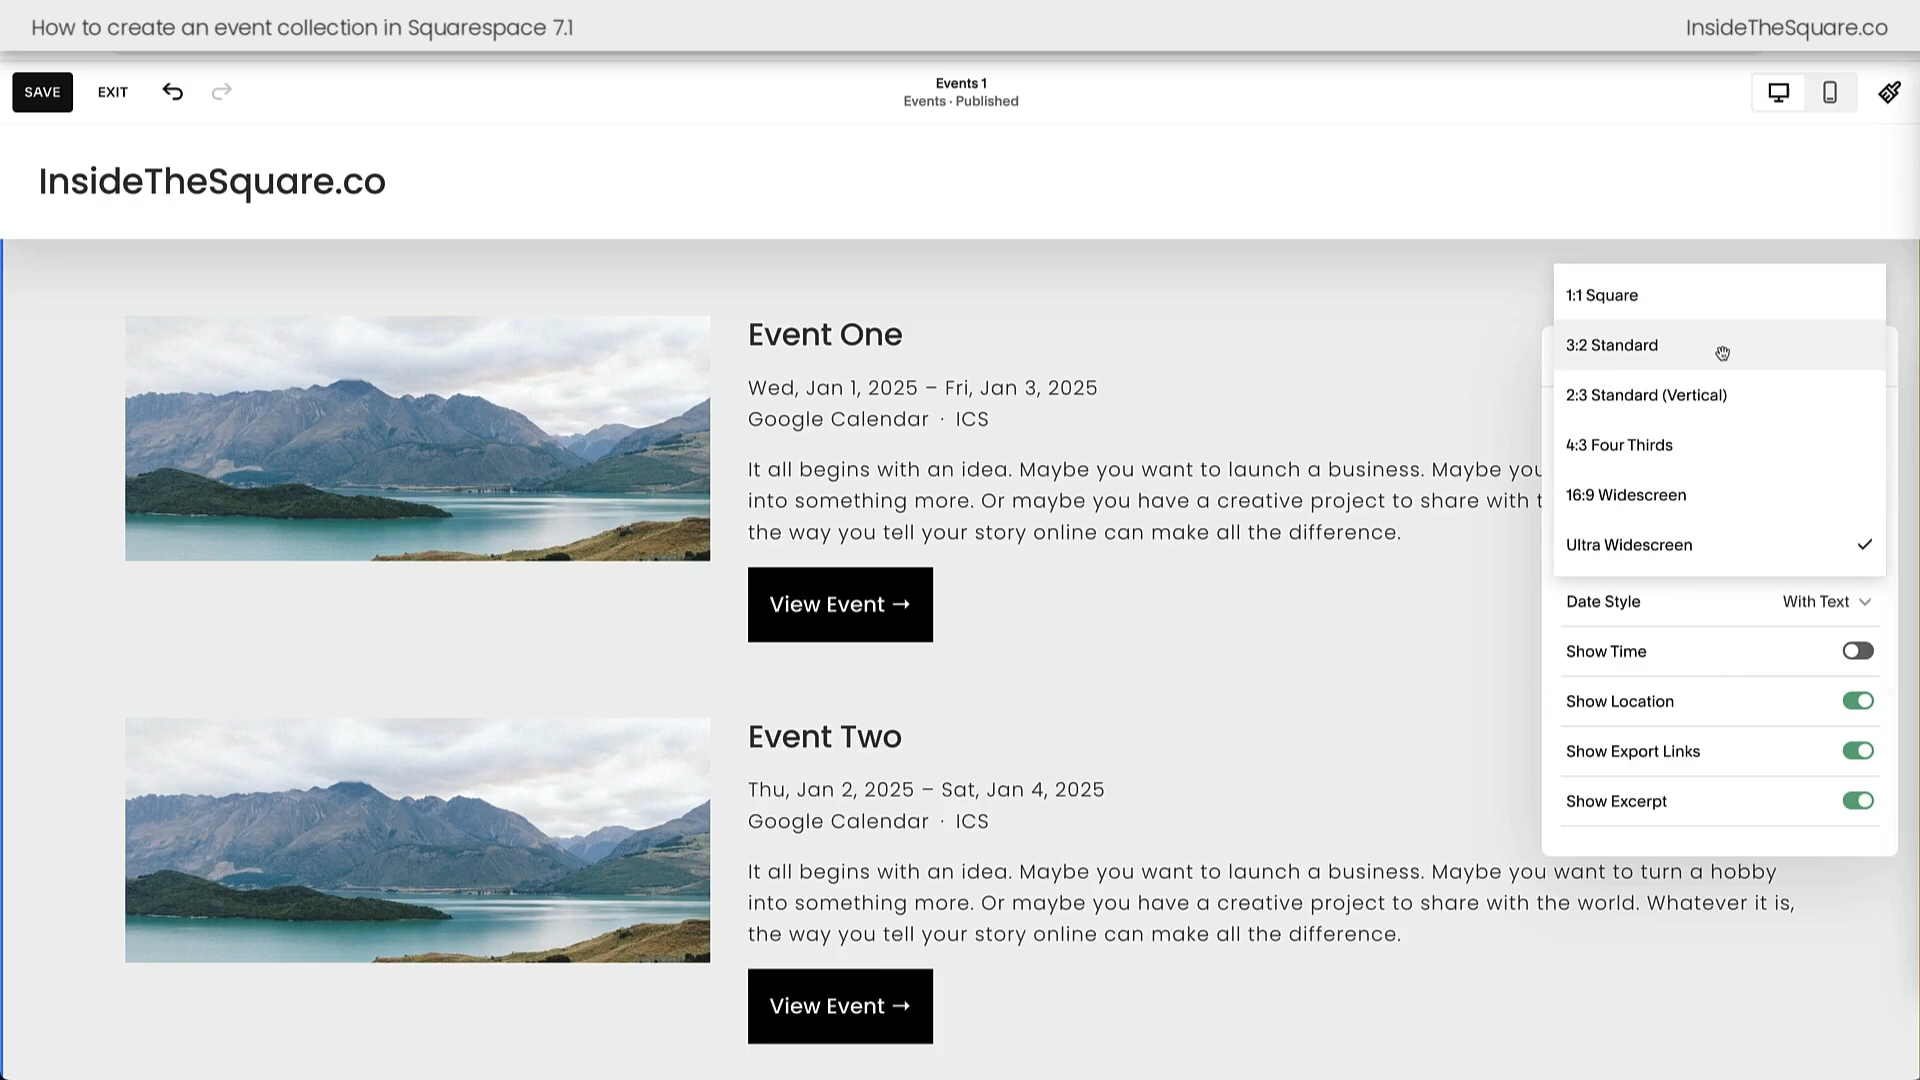 How to create an event collection in Squarespace 7.1
InsideTheSquare.co
SAVE
EXIT
Events 1
Events · Published
InsideTheSquare.co
Event One
Wed, Jan 1, 2025 – Fri, Jan 3, 2025
Google Calendar · ICS
It all begins with an idea. Maybe you want to launch a business. Maybe you
into something more. Or maybe you have a creative project to share with t
the way you tell your story online can make all the difference.
View Event →
Event Two
Thu, Jan 2, 2025 – Sat, Jan 4, 2025
Google Calendar · ICS
It all begins with an idea. Maybe you want to launch a business. Maybe you want to turn a hobby
into something more. Or maybe you have a creative project to share with the world. Whatever it is,
the way you tell your story online can make all the difference.
View Event →
1:1 Square
3:2 Standard
2:3 Standard (Vertical)
4:3 Four Thirds
16:9 Widescreen
Ultra Widescreen
Date Style With Text
Show Time
Show Location
Show Export Links
Show Excerpt